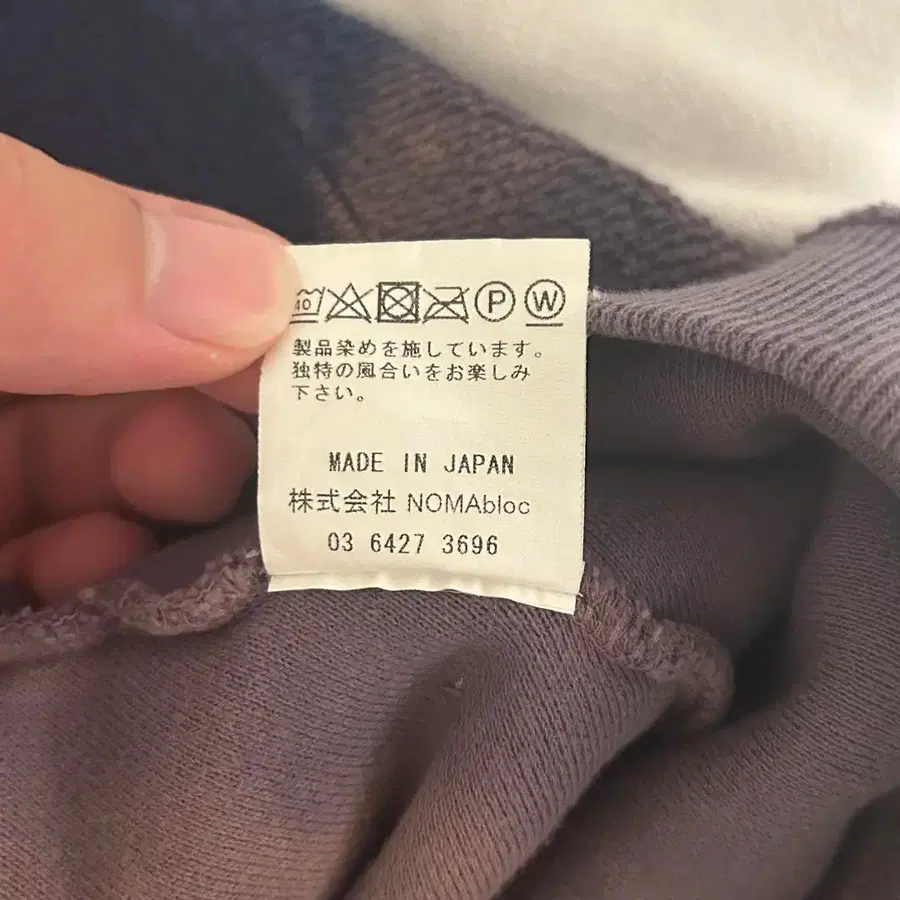 40 P W
製品染めを施しています。
独特の風合いをお楽しみ
下さい。
MADE IN JAPAN
株式会社 NOMAbloc
03 6427 3696